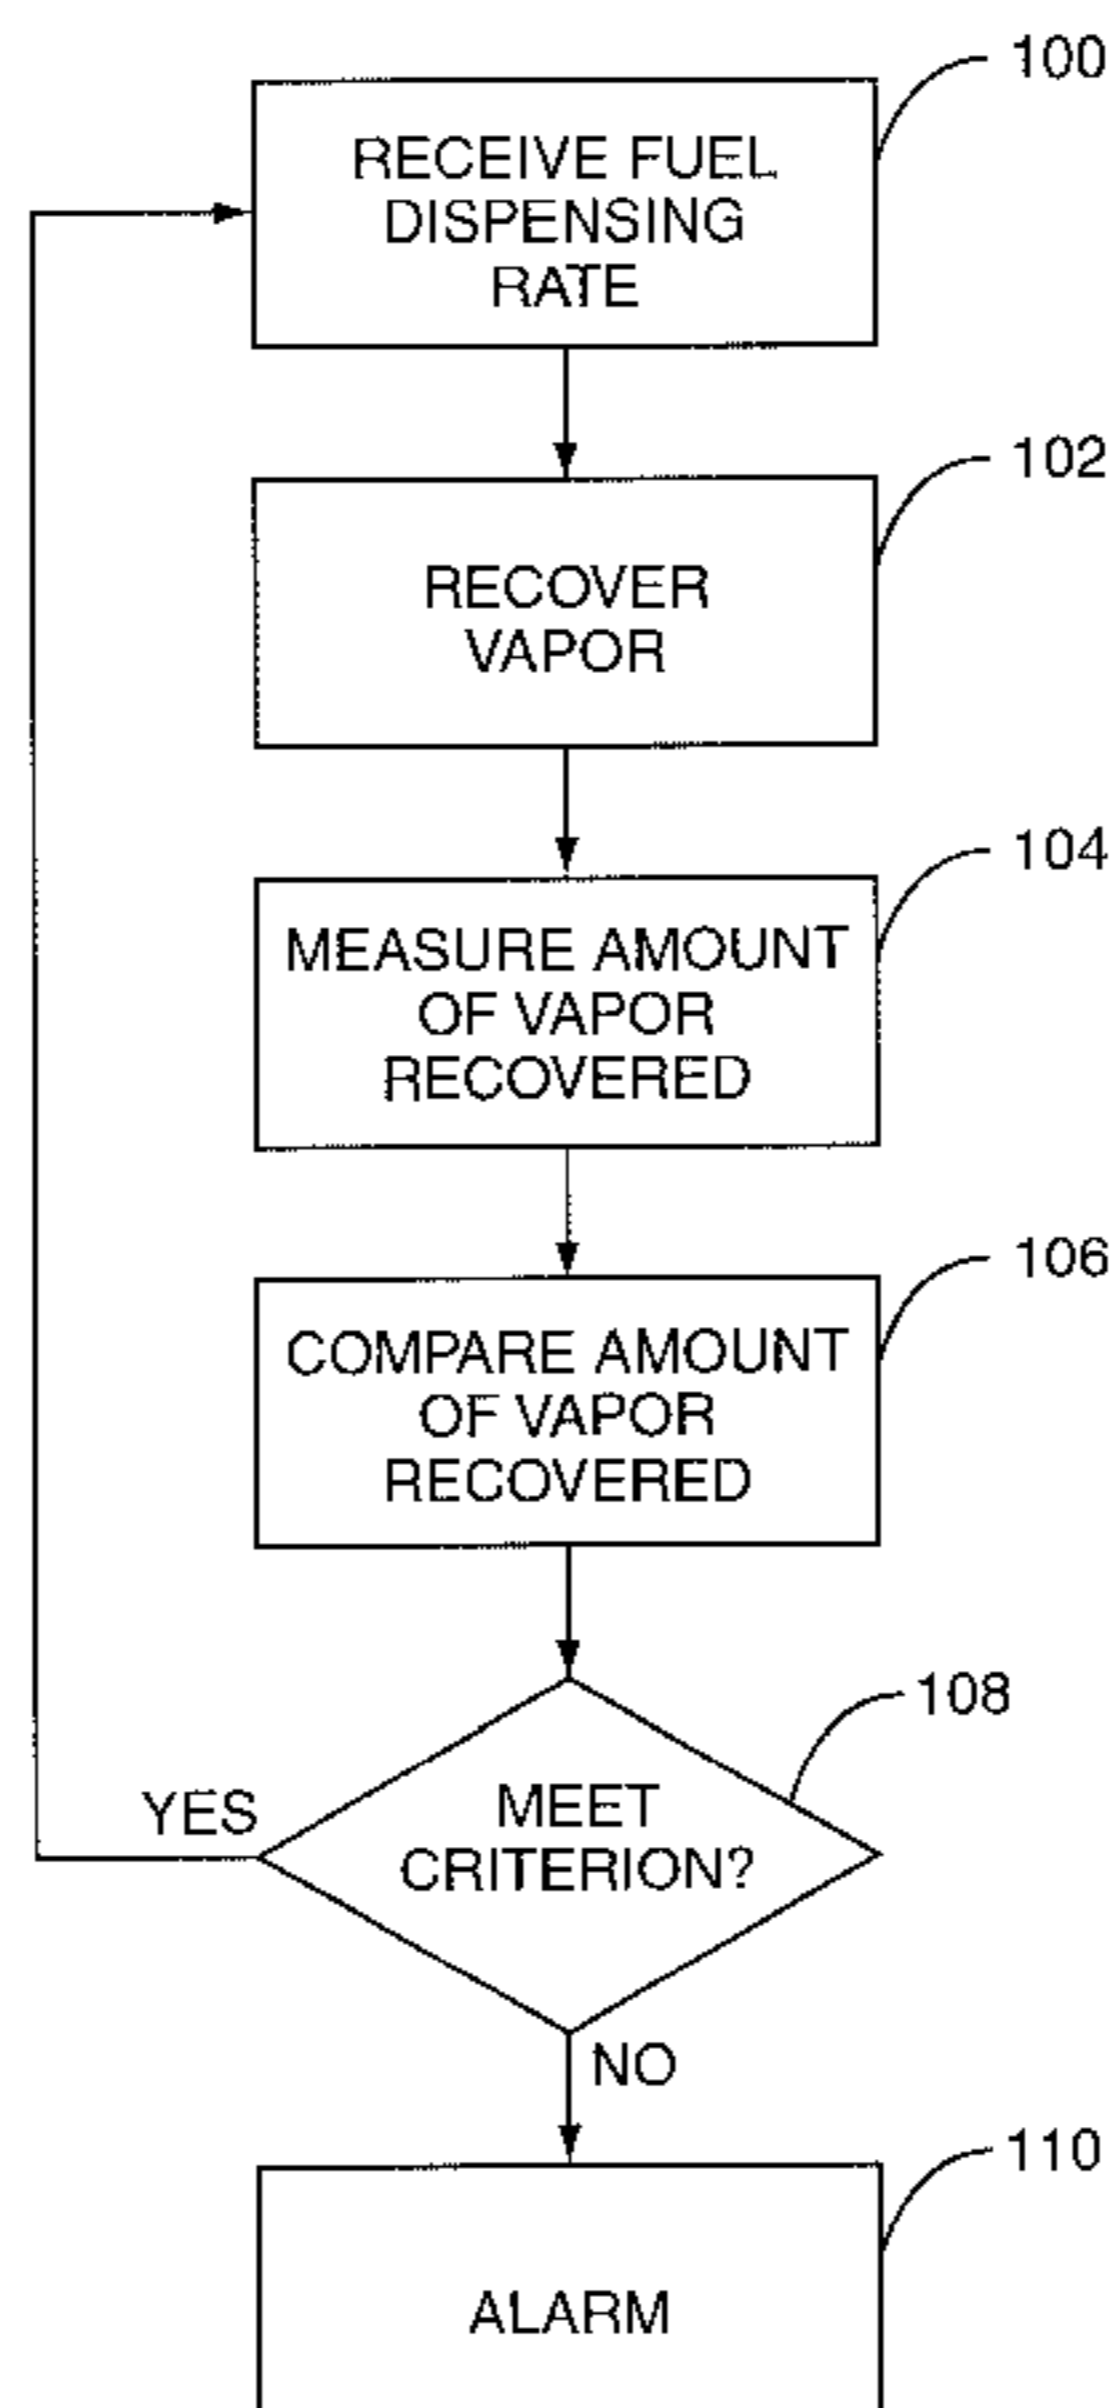 100
RECEIVE FUEL
DISPENSING
RATE
102
RECOVER
VAPOR
104
MEASURE AMOUNT
OF VAPOR
RECOVERED
106
COMPARE AMOUNT
OF VAPOR
RECOVERED
108
YES
MEET
CRITERION?
NO
110
ALARM